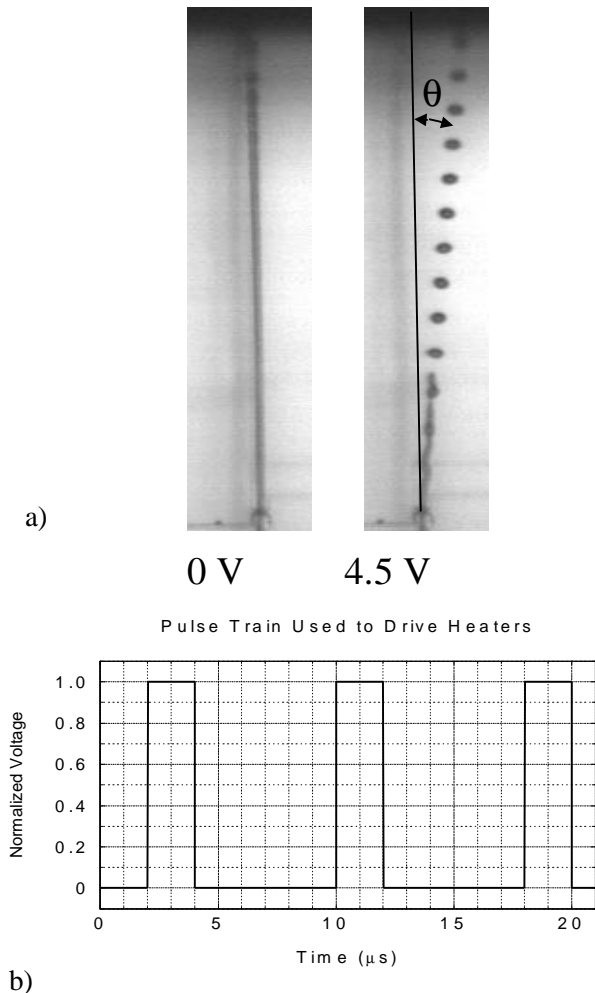 θ
a)
0 V 4.5 V
Pulse Train Used to Drive Heaters
Normalized Voltage
1.0
0.8
0.6
0.4
0.2
0
0 5 10 15 20
Time (μs)
b)